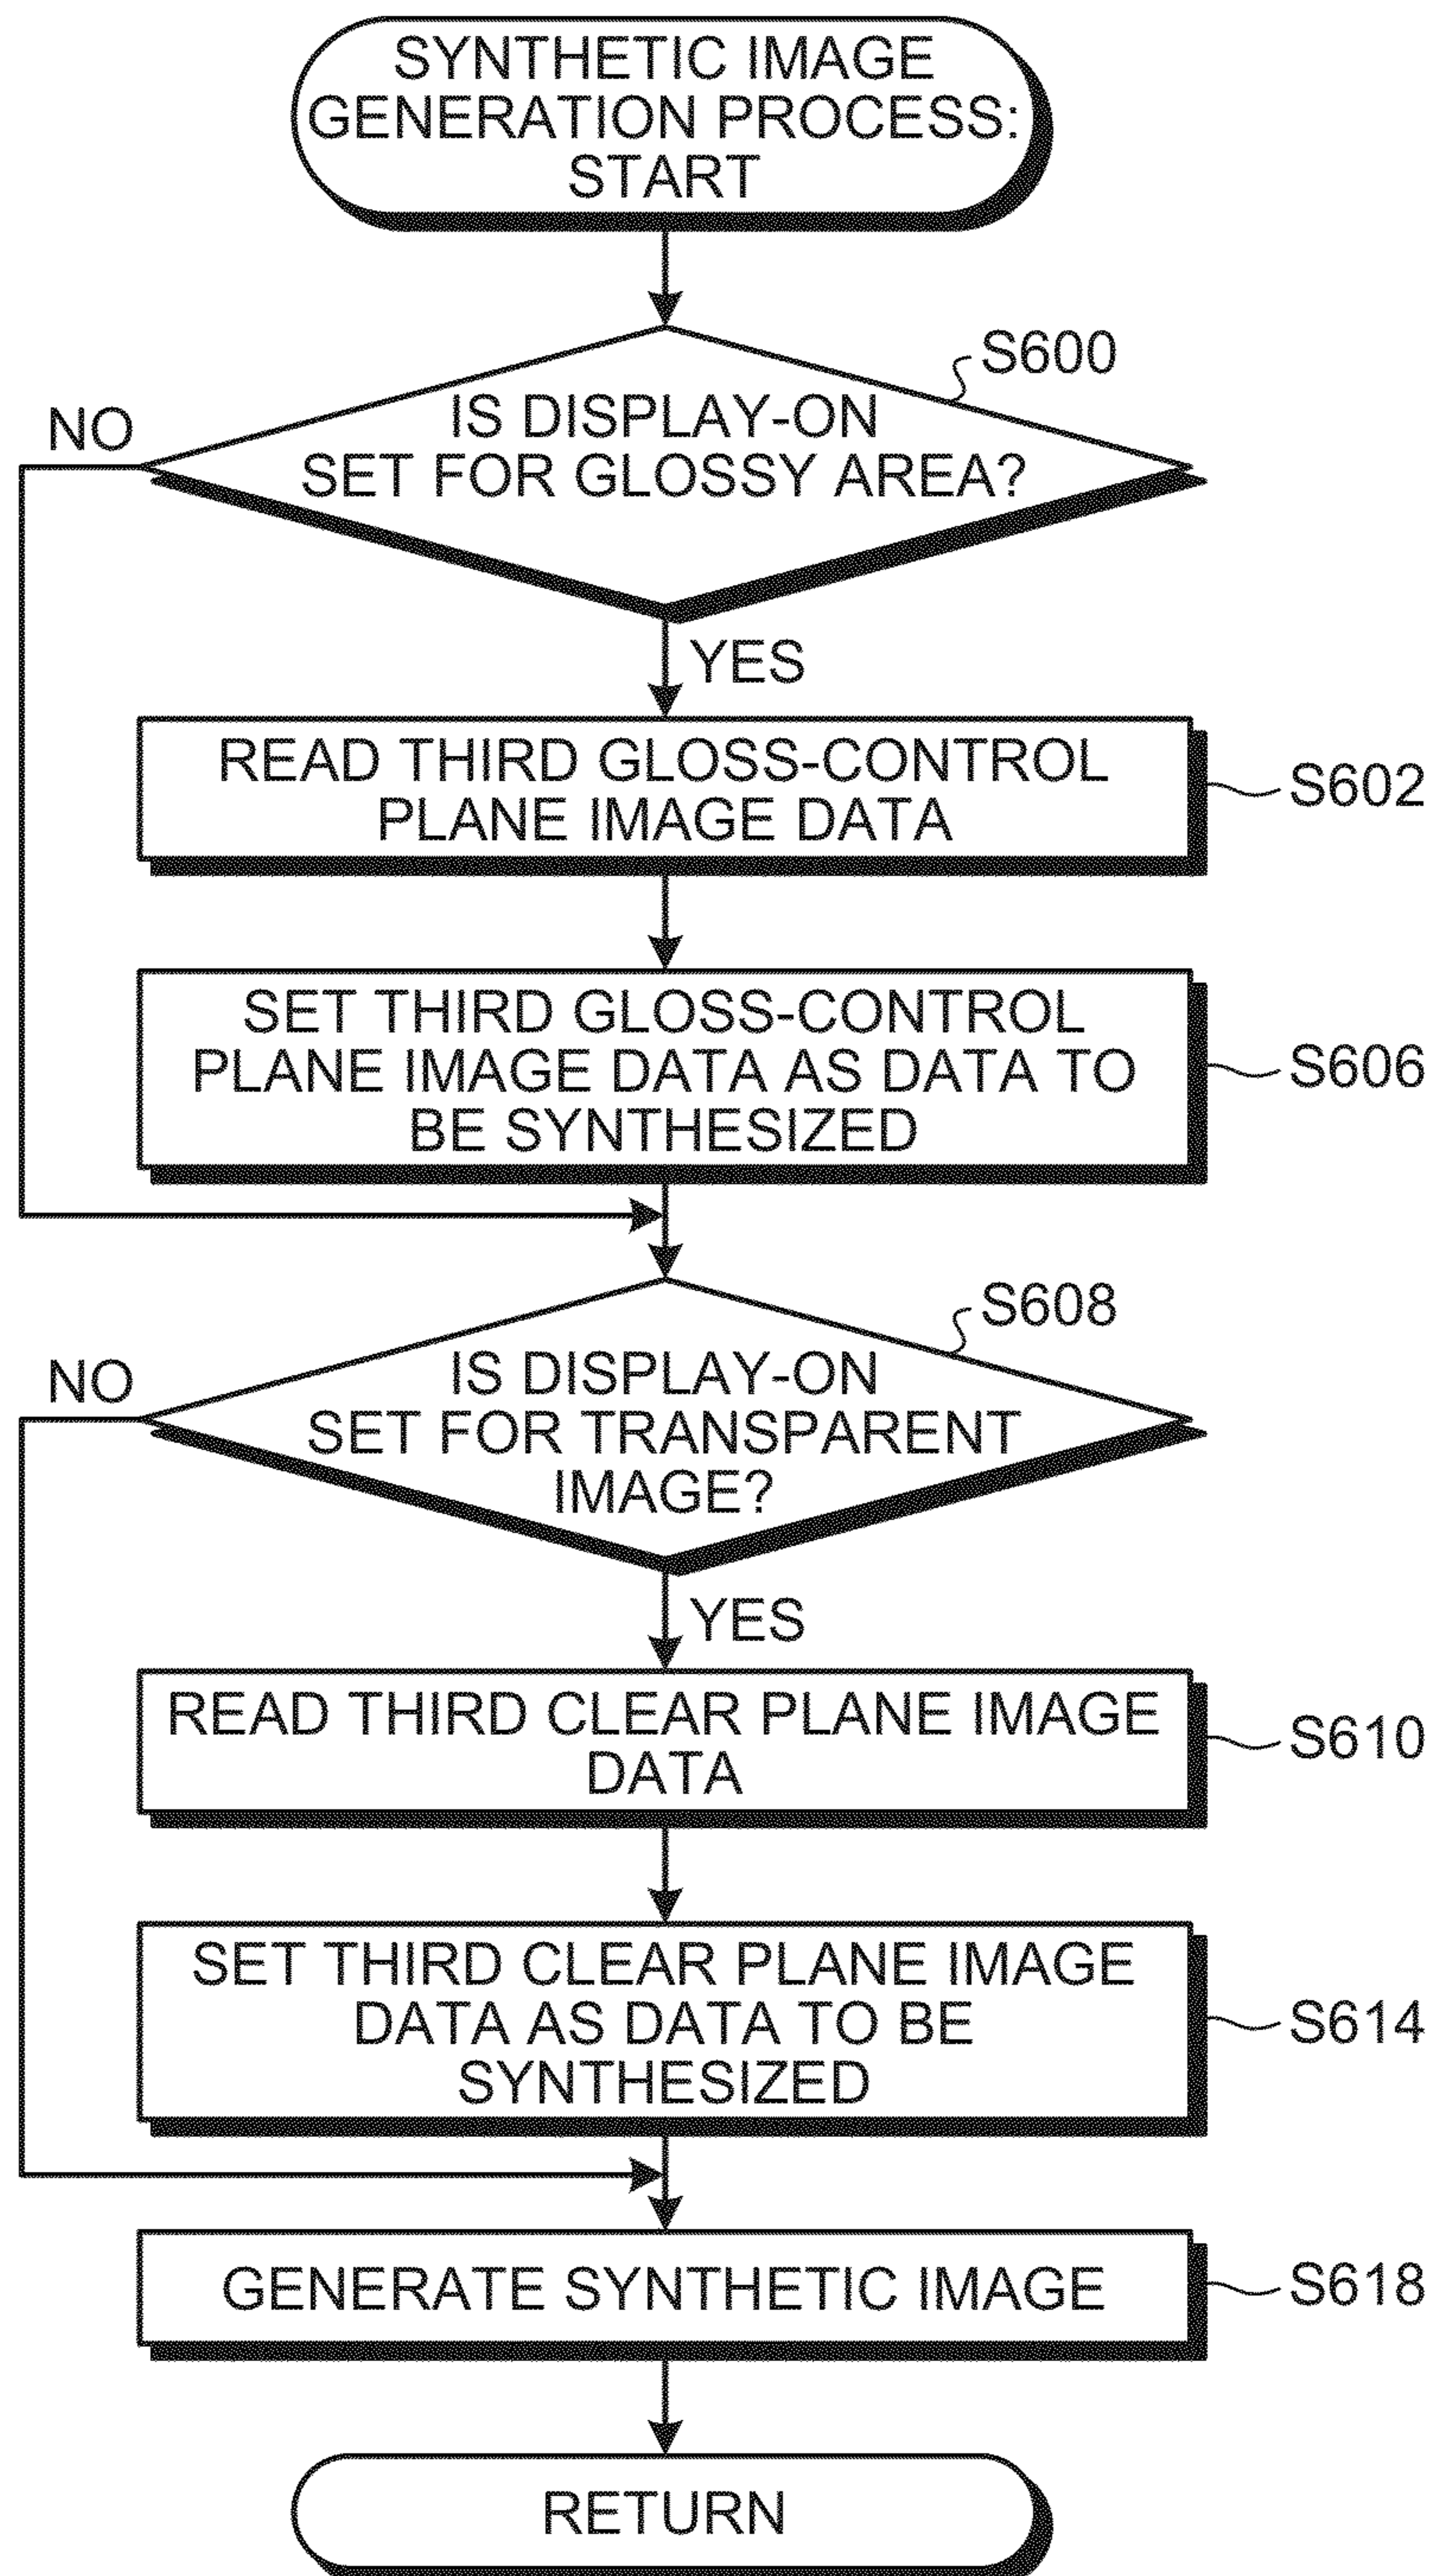 SYNTHETIC IMAGE
GENERATION PROCESS:
START
S600
IS DISPLAY-ON
SET FOR GLOSSY AREA?
NO
YES
READ THIRD GLOSS-CONTROL
PLANE IMAGE DATA
S602
SET THIRD GLOSS-CONTROL
PLANE IMAGE DATA AS DATA TO
BE SYNTHESIZED
S606
S608
IS DISPLAY-ON
SET FOR TRANSPARENT
IMAGE?
NO
YES
READ THIRD CLEAR PLANE IMAGE
DATA
S610
SET THIRD CLEAR PLANE IMAGE
DATA AS DATA TO BE
SYNTHESIZED
S614
GENERATE SYNTHETIC IMAGE
S618
RETURN